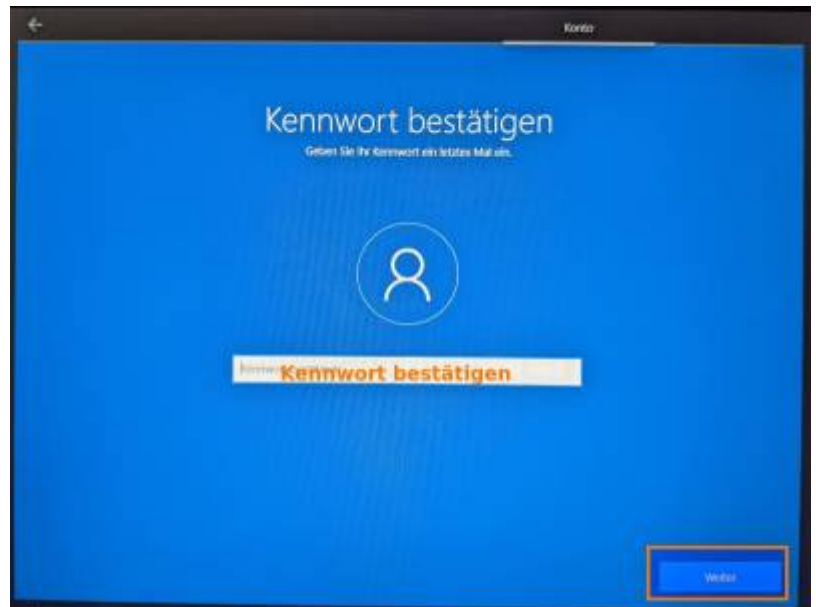 Konto
Kennwort bestätigen
Geben Sie Ihr Kennwort ein letztes Mal ein.
Kennwort bestätigen
Weiter